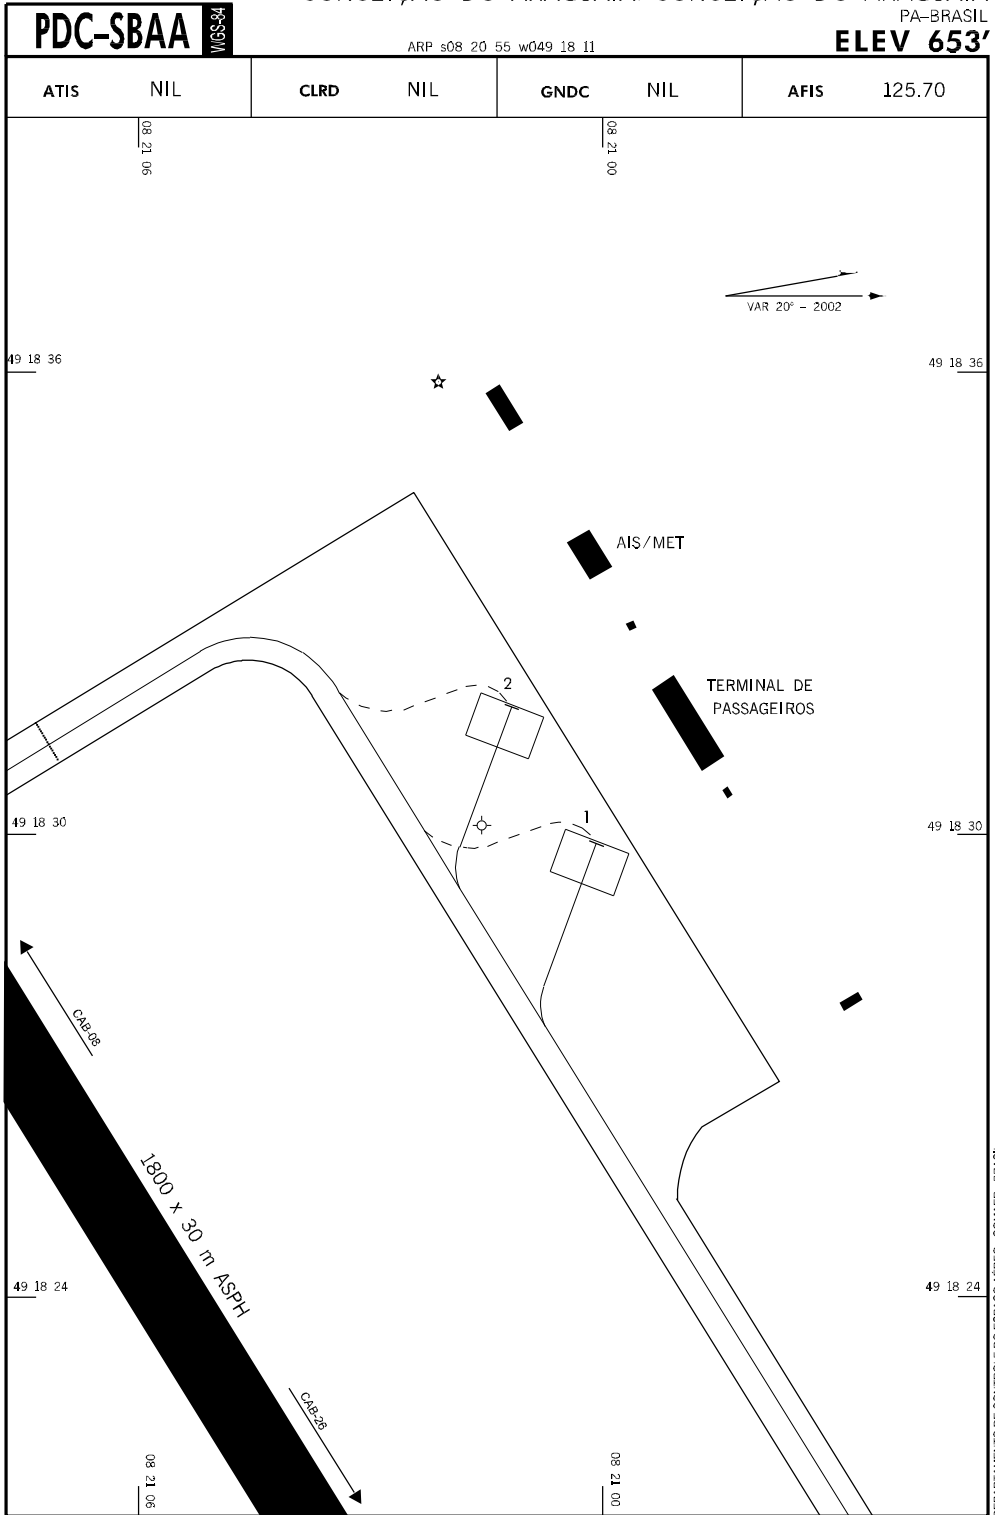 PDC-SBAA
WGS-84
ARP s08 20 55 w049 18 11
PA-BRASIL
ELEV 653'
ATIS NIL
CLRD NIL
GNDC NIL
AFIS 125.70
08 21 06
08 21 00
VAR 20° - 2002
49 18 36
49 18 36
AIS/MET
2
TERMINAL DE
PASSAGEIROS
49 18 30
1
49 18 30
CAB-08
1800 x 30 m ASPH
49 18 24
49 18 24
CAB-26
08 21 06
08 21 00